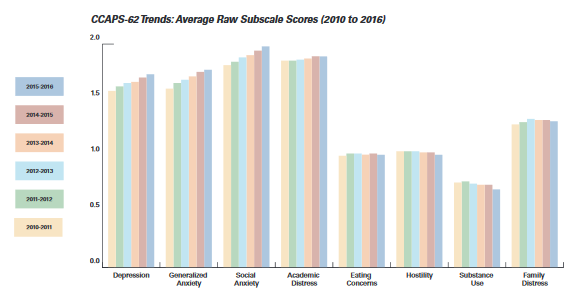 CCAPS-62 Trends: Average Raw Subscale Scores (2010 to 2016)
2.0
1.5
1.0
0.5
0.0
2015-2016
2014-2015
2013-2014
2012-2013
2011-2012
2010-2011
Depression
Generalized
Anxiety
Social
Anxiety
Academic
Distress
Eating
Concerns
Hostility
Substance
Use
Family
Distress